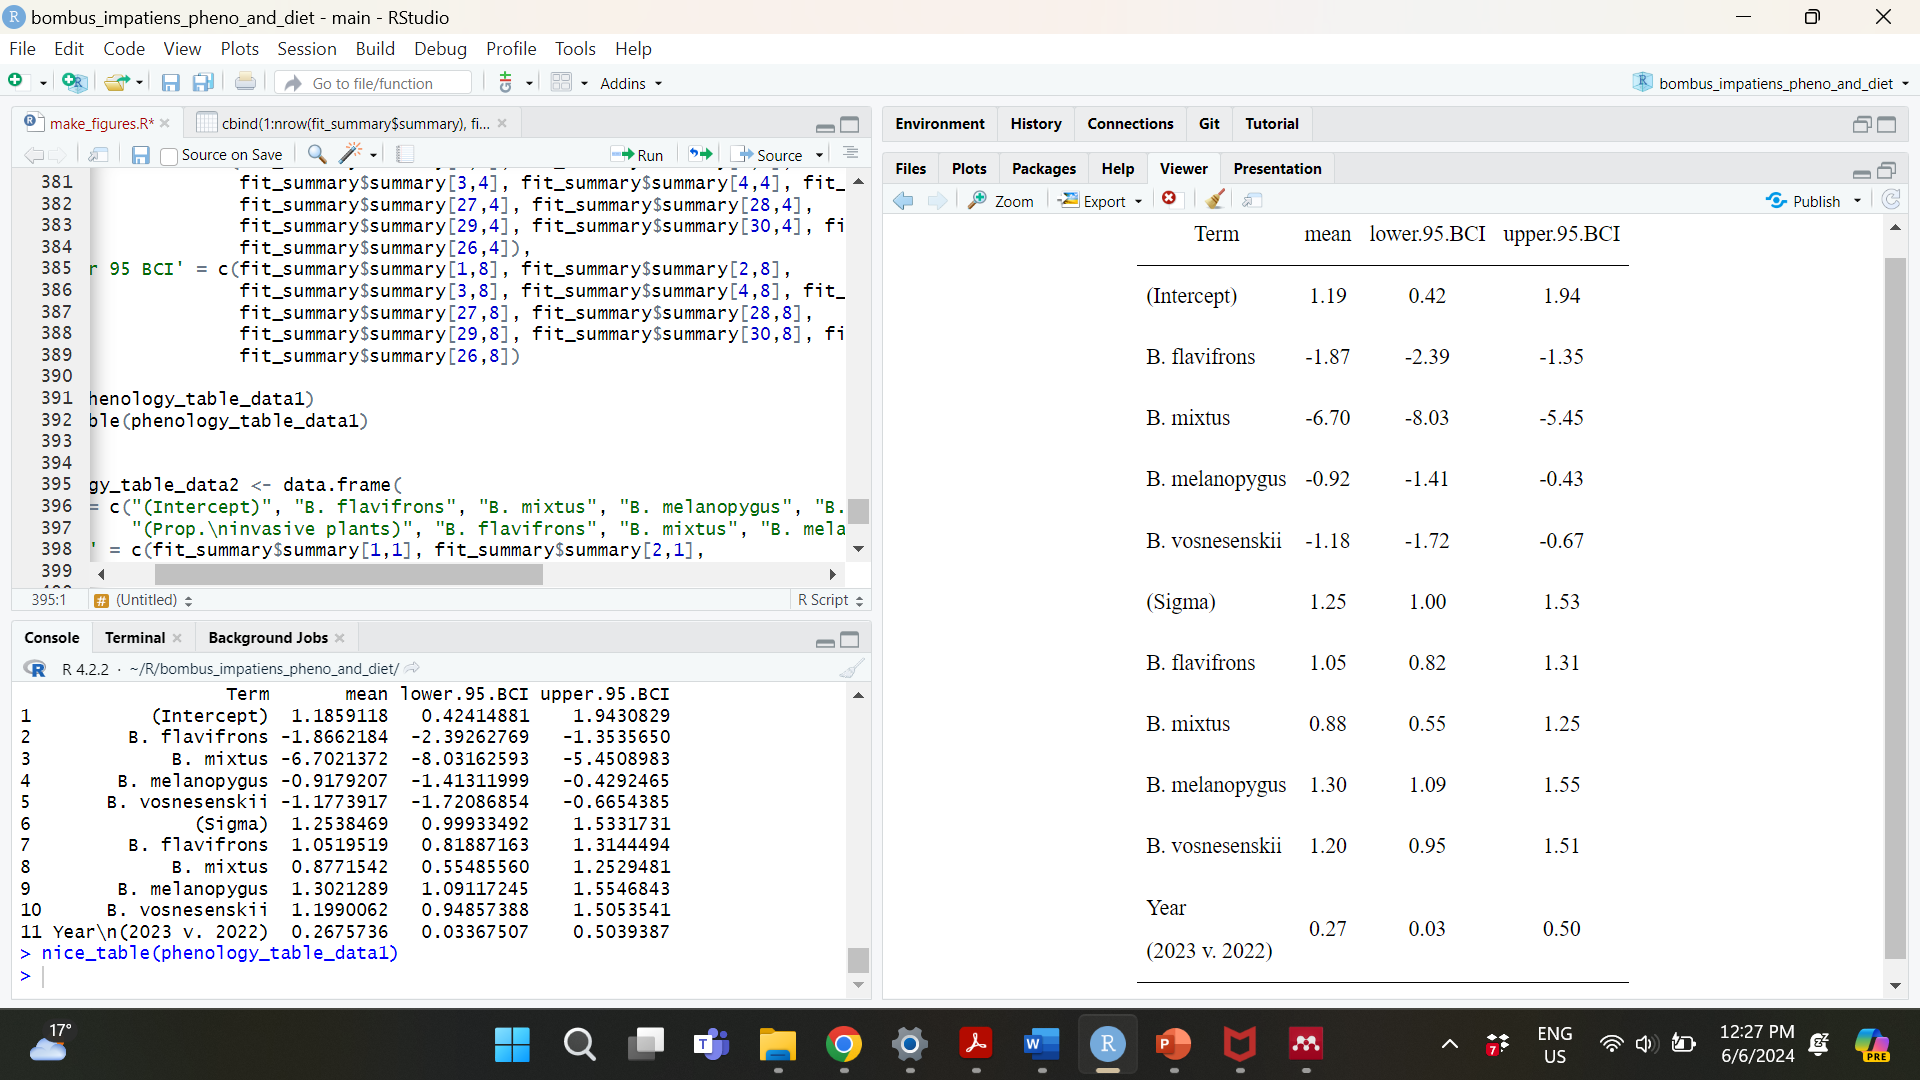 bombus_impatiens_pheno_and_diet - main - RStudio
File Edit Code View Plots Session Build Debug Profile Tools Help
Go to file/function Addins bombus_impatiens_pheno_and_diet
make_figures.R* cbind(1:nrow(fit_summary$summary), fi...
Source on Save Run Source
381 fit_summary$summary[3,4], fit_summary$summary[4,4], fit_
382 fit_summary$summary[27,4], fit_summary$summary[28,4],
383 fit_summary$summary[29,4], fit_summary$summary[30,4], fi
384 fit_summary$summary[26,4]),
385 r 95 BCI' = c(fit_summary$summary[1,8], fit_summary$summary[2,8],
386 fit_summary$summary[3,8], fit_summary$summary[4,8], fit_
387 fit_summary$summary[27,8], fit_summary$summary[28,8],
388 fit_summary$summary[29,8], fit_summary$summary[30,8], fi
389 fit_summary$summary[26,8])
390
391 henology_table_data1)
392 ble(phenology_table_data1)
393
394
395 gy_table_data2 <- data.frame(
396 = c("(Intercept)", "B. flavifrons", "B. mixtus", "B. melanopygus", "B.
397 "(Prop.\ninvasive plants)", "B. flavifrons", "B. mixtus", "B. mela
398 ' = c(fit_summary$summary[1,1], fit_summary$summary[2,1],
399
395:1 # (Untitled) R Script
Console Terminal Background Jobs
R 4.2.2 · ~/R/bombus_impatiens_pheno_and_diet/
Term mean lower.95.BCI upper.95.BCI
1 (Intercept) 1.1859118 0.42414881 1.9430829
2 B. flavifrons -1.8662184 -2.39262769 -1.3535650
3 B. mixtus -6.7021372 -8.03162593 -5.4508983
4 B. melanopygus -0.9179207 -1.41311999 -0.4292465
5 B. vosnesenskii -1.1773917 -1.72086854 -0.6654385
6 (Sigma) 1.2538469 0.99933492 1.5331731
7 B. flavifrons 1.0519519 0.81887163 1.3144494
8 B. mixtus 0.8771542 0.55485560 1.2529481
9 B. melanopygus 1.3021289 1.09117245 1.5546843
10 B. vosnesenskii 1.1990062 0.94857388 1.5053541
11 Year\n(2023 v. 2022) 0.2675736 0.03367507 0.5039387
> nice_table(phenology_table_data1)
>
Environment History Connections Git Tutorial
Files Plots Packages Help Viewer Presentation
Zoom Export Publish
Term mean lower.95.BCI upper.95.BCI
(Intercept) 1.19 0.42 1.94
B. flavifrons -1.87 -2.39 -1.35
B. mixtus -6.70 -8.03 -5.45
B. melanopygus -0.92 -1.41 -0.43
B. vosnesenskii -1.18 -1.72 -0.67
(Sigma) 1.25 1.00 1.53
B. flavifrons 1.05 0.82 1.31
B. mixtus 0.88 0.55 1.25
B. melanopygus 1.30 1.09 1.55
B. vosnesenskii 1.20 0.95 1.51
Year
(2023 v. 2022) 0.27 0.03 0.50
17°
ENG
US
12:27 PM
6/6/2024
PRE